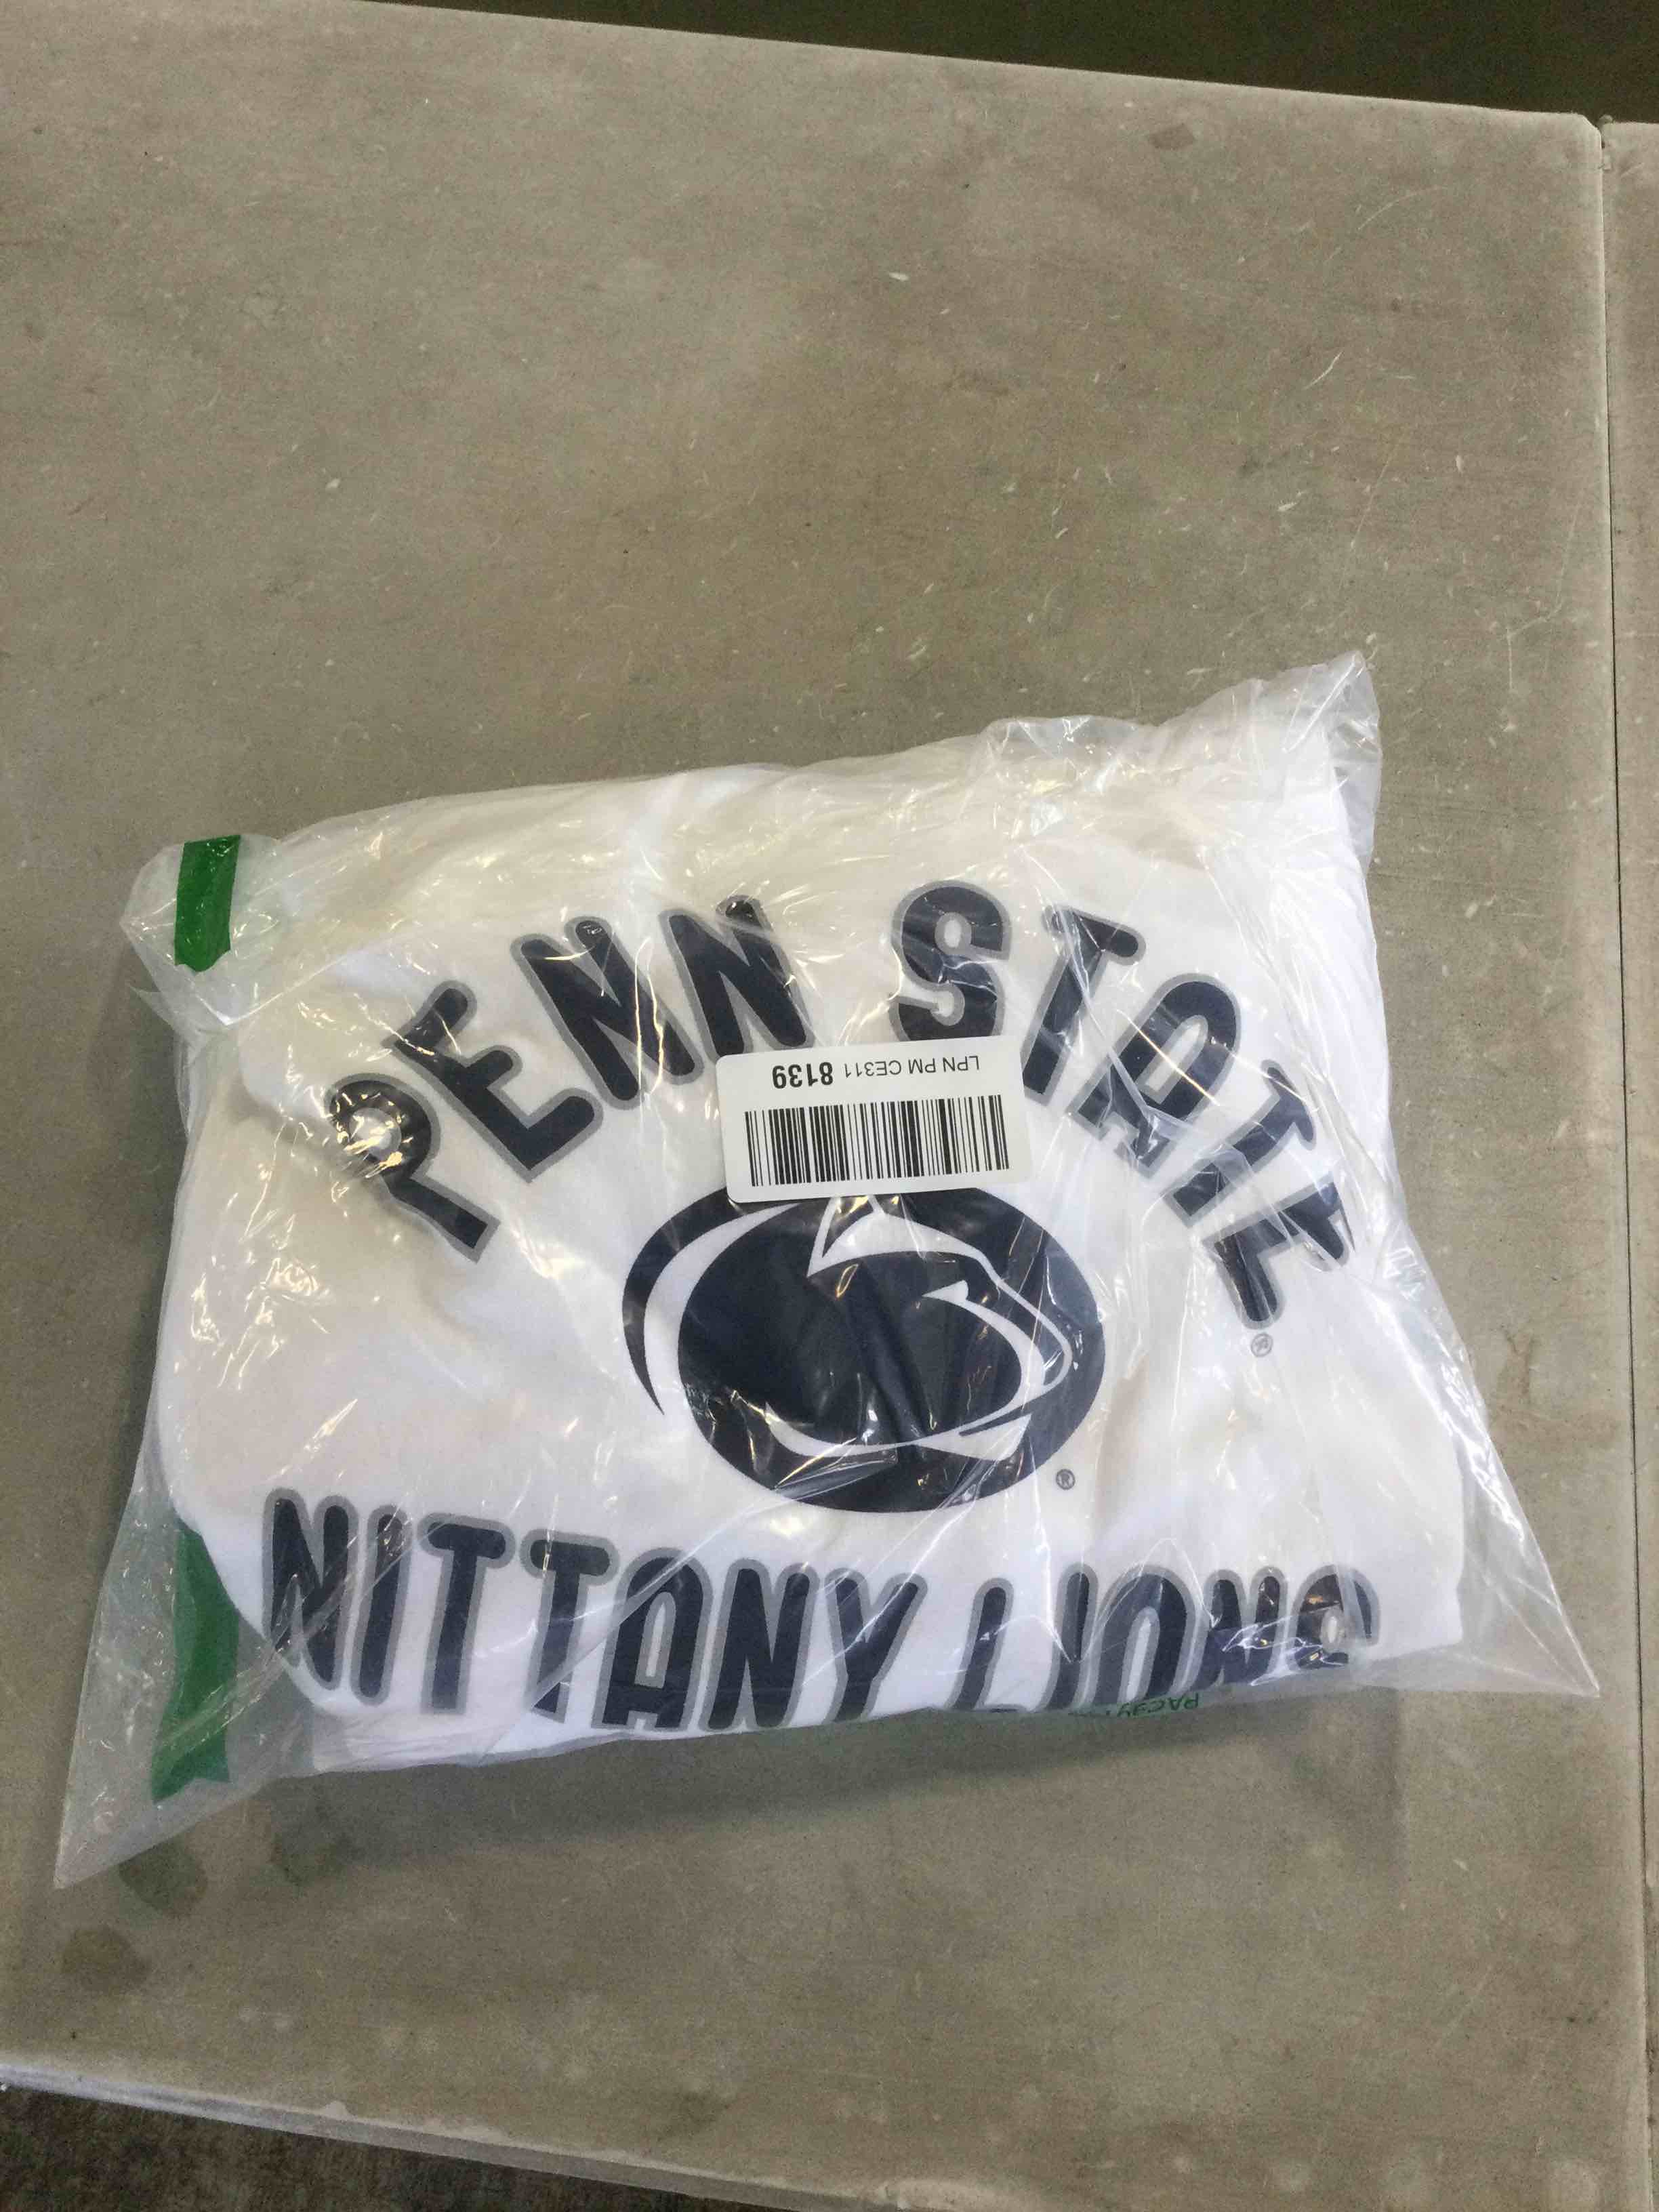 PENN STATE
®
LPN PM CE311 8139
®
NITTANY LIONS